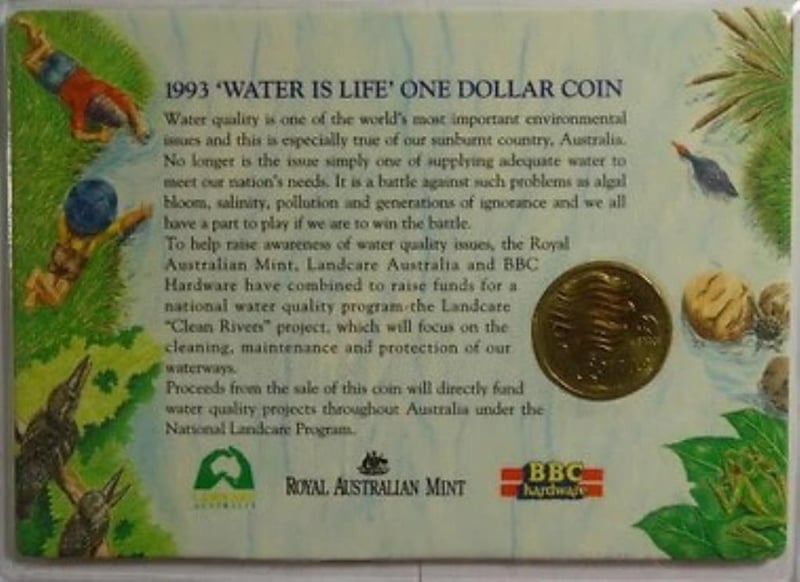 1993 ‘WATER IS LIFE’ ONE DOLLAR COIN
Water quality is one of the world's most important environmental
issues and this is especially true of our sunburnt country, Australia.
No longer is the issue simply one of supplying adequate water to
meet our nation's needs. It is a battle against such problems as algal
bloom, salinity, pollution and generations of ignorance and we all
have a part to play if we are to win the battle.
To help raise awareness of water quality issues, the Royal
Australian Mint, Landcare Australia and BBC
Hardware have combined to raise funds for a
national water quality program-the Landcare
"Clean Rivers" project, which will focus on the
cleaning, maintenance and protection of our
waterways.
Proceeds from the sale of this coin will directly fund
water quality projects throughout Australia under the
National Landcare Program.
LANDCARE
AUSTRALIA
ROYAL AUSTRALIAN MINT
BBC
hardware